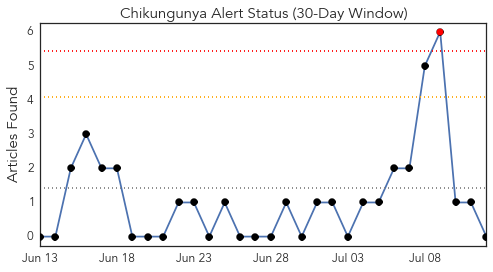 Chikungunya Alert Status (30-Day Window)
Articles Found
6
5
4
3
2
1
0
Jun 13 Jun 18 Jun 23 Jun 28 Jul 03 Jul 08